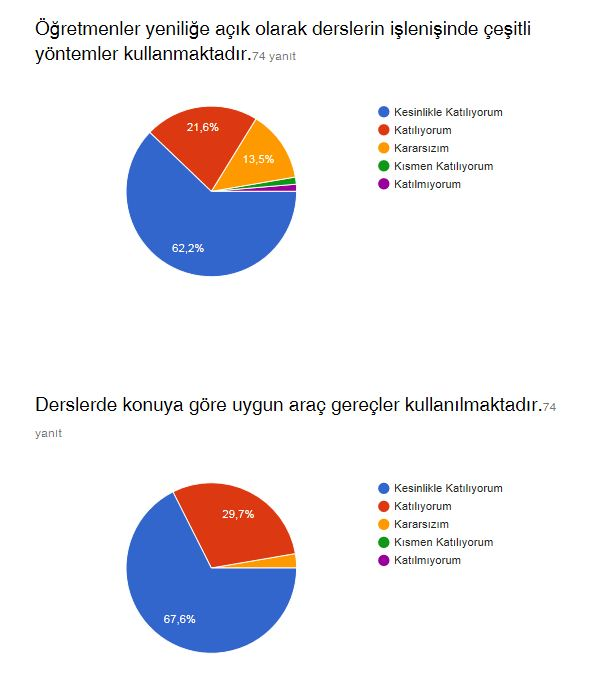 Öğretmenler yeniliğe açık olarak derslerin işlenişinde çeşitli
yöntemler kullanmaktadır.74 yanıt
Kesinlikle Katılıyorum
Katılıyorum
Kararsızım
Kısmen Katılıyorum
Katılmıyorum
21,6%
13,5%
62,2%
Derslerde konuya göre uygun araç gereçler kullanılmaktadır.74
yanıt
Kesinlikle Katılıyorum
Katılıyorum
Kararsızım
Kısmen Katılıyorum
Katılmıyorum
29,7%
67,6%